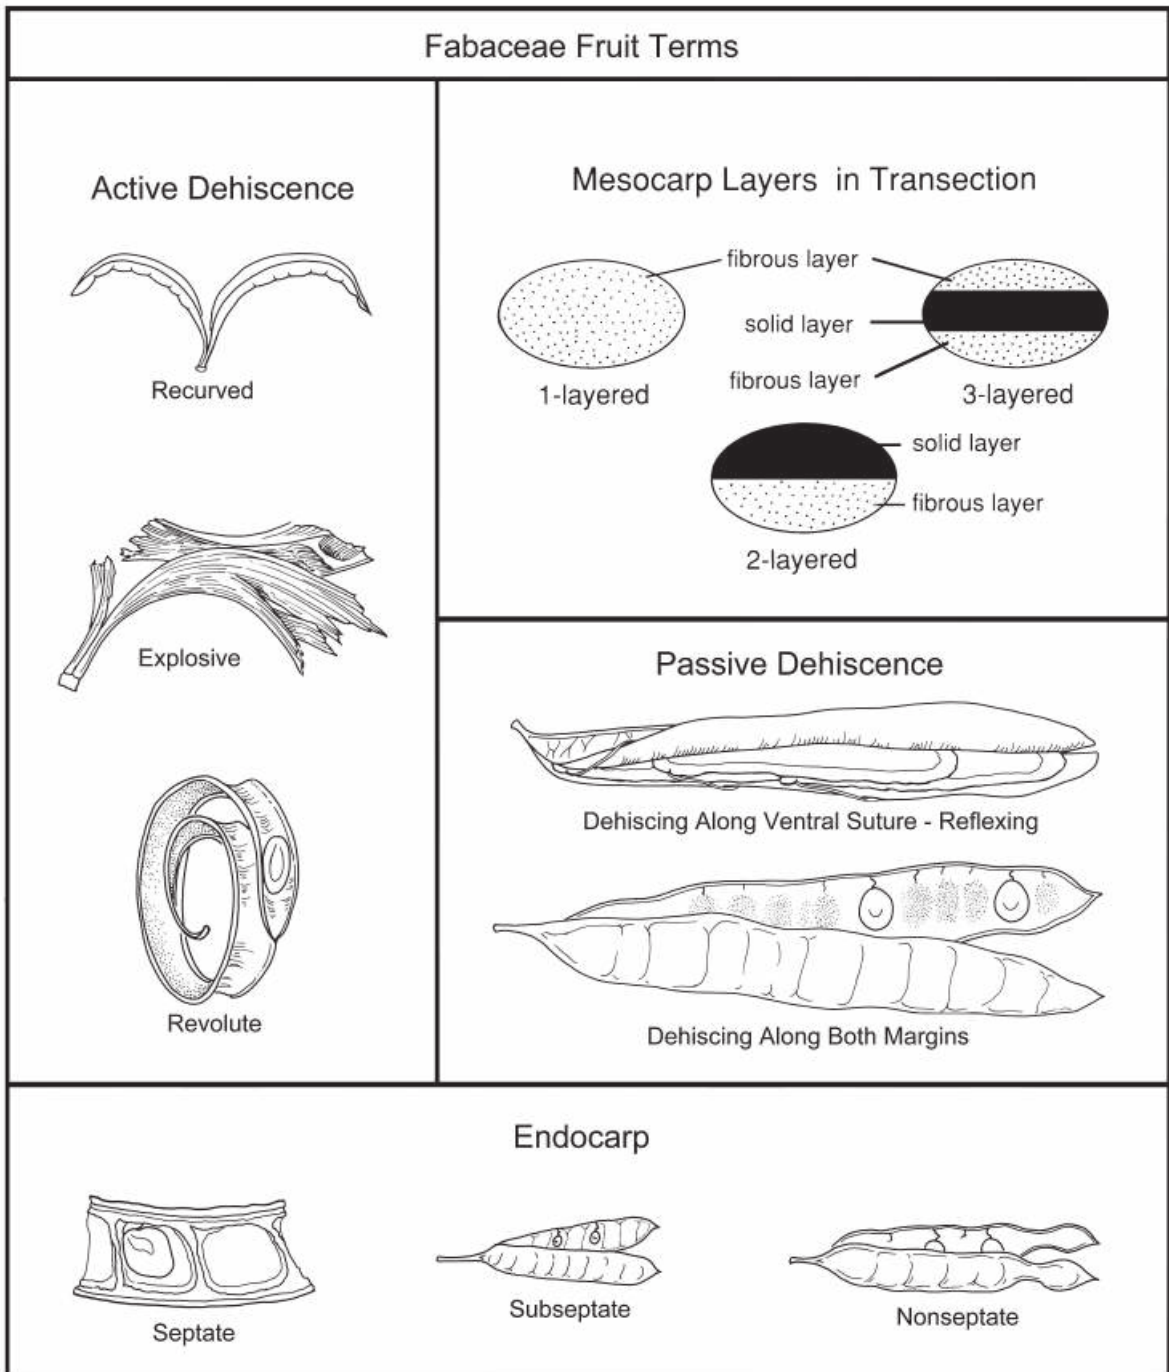 Fabaceae Fruit Terms
Active Dehiscence
Recurved
Explosive
Revolute
Mesocarp Layers in Transection
fibrous layer
solid layer
fibrous layer
1-layered
3-layered
solid layer
fibrous layer
2-layered
Passive Dehiscence
Dehiscing Along Ventral Suture - Reflexing
Dehiscing Along Both Margins
Endocarp
Septate
Subseptate
Nonseptate